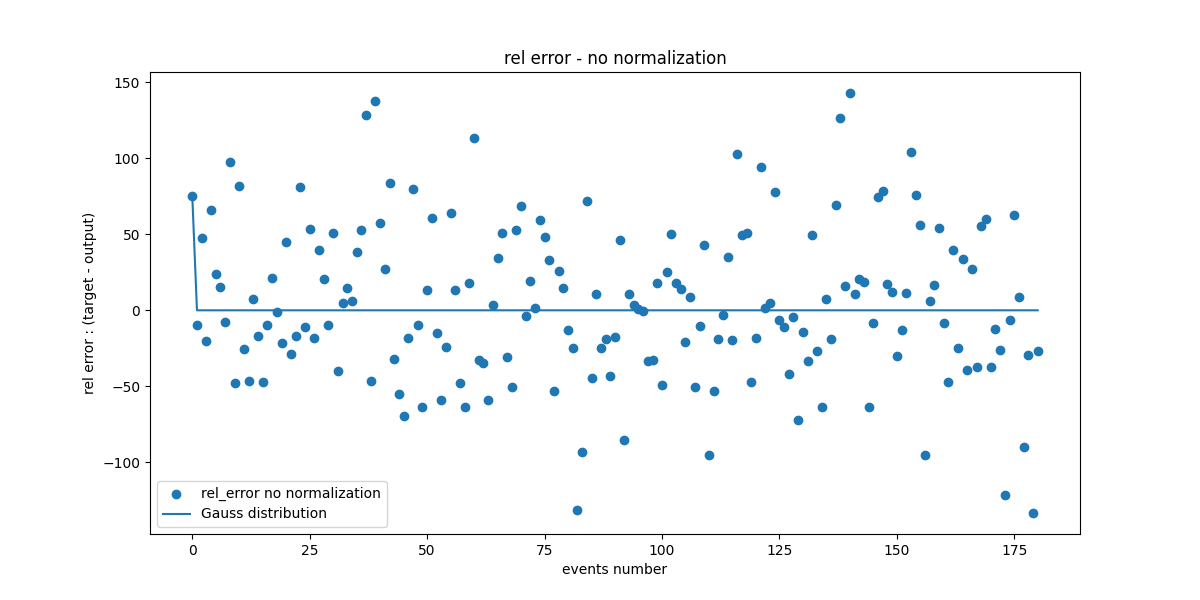 rel error - no normalization
rel error : (target - output)
150
100
50
0
−50
−100
rel_error no normalization
Gauss distribution
0
25
50
75
100
125
150
175
events number